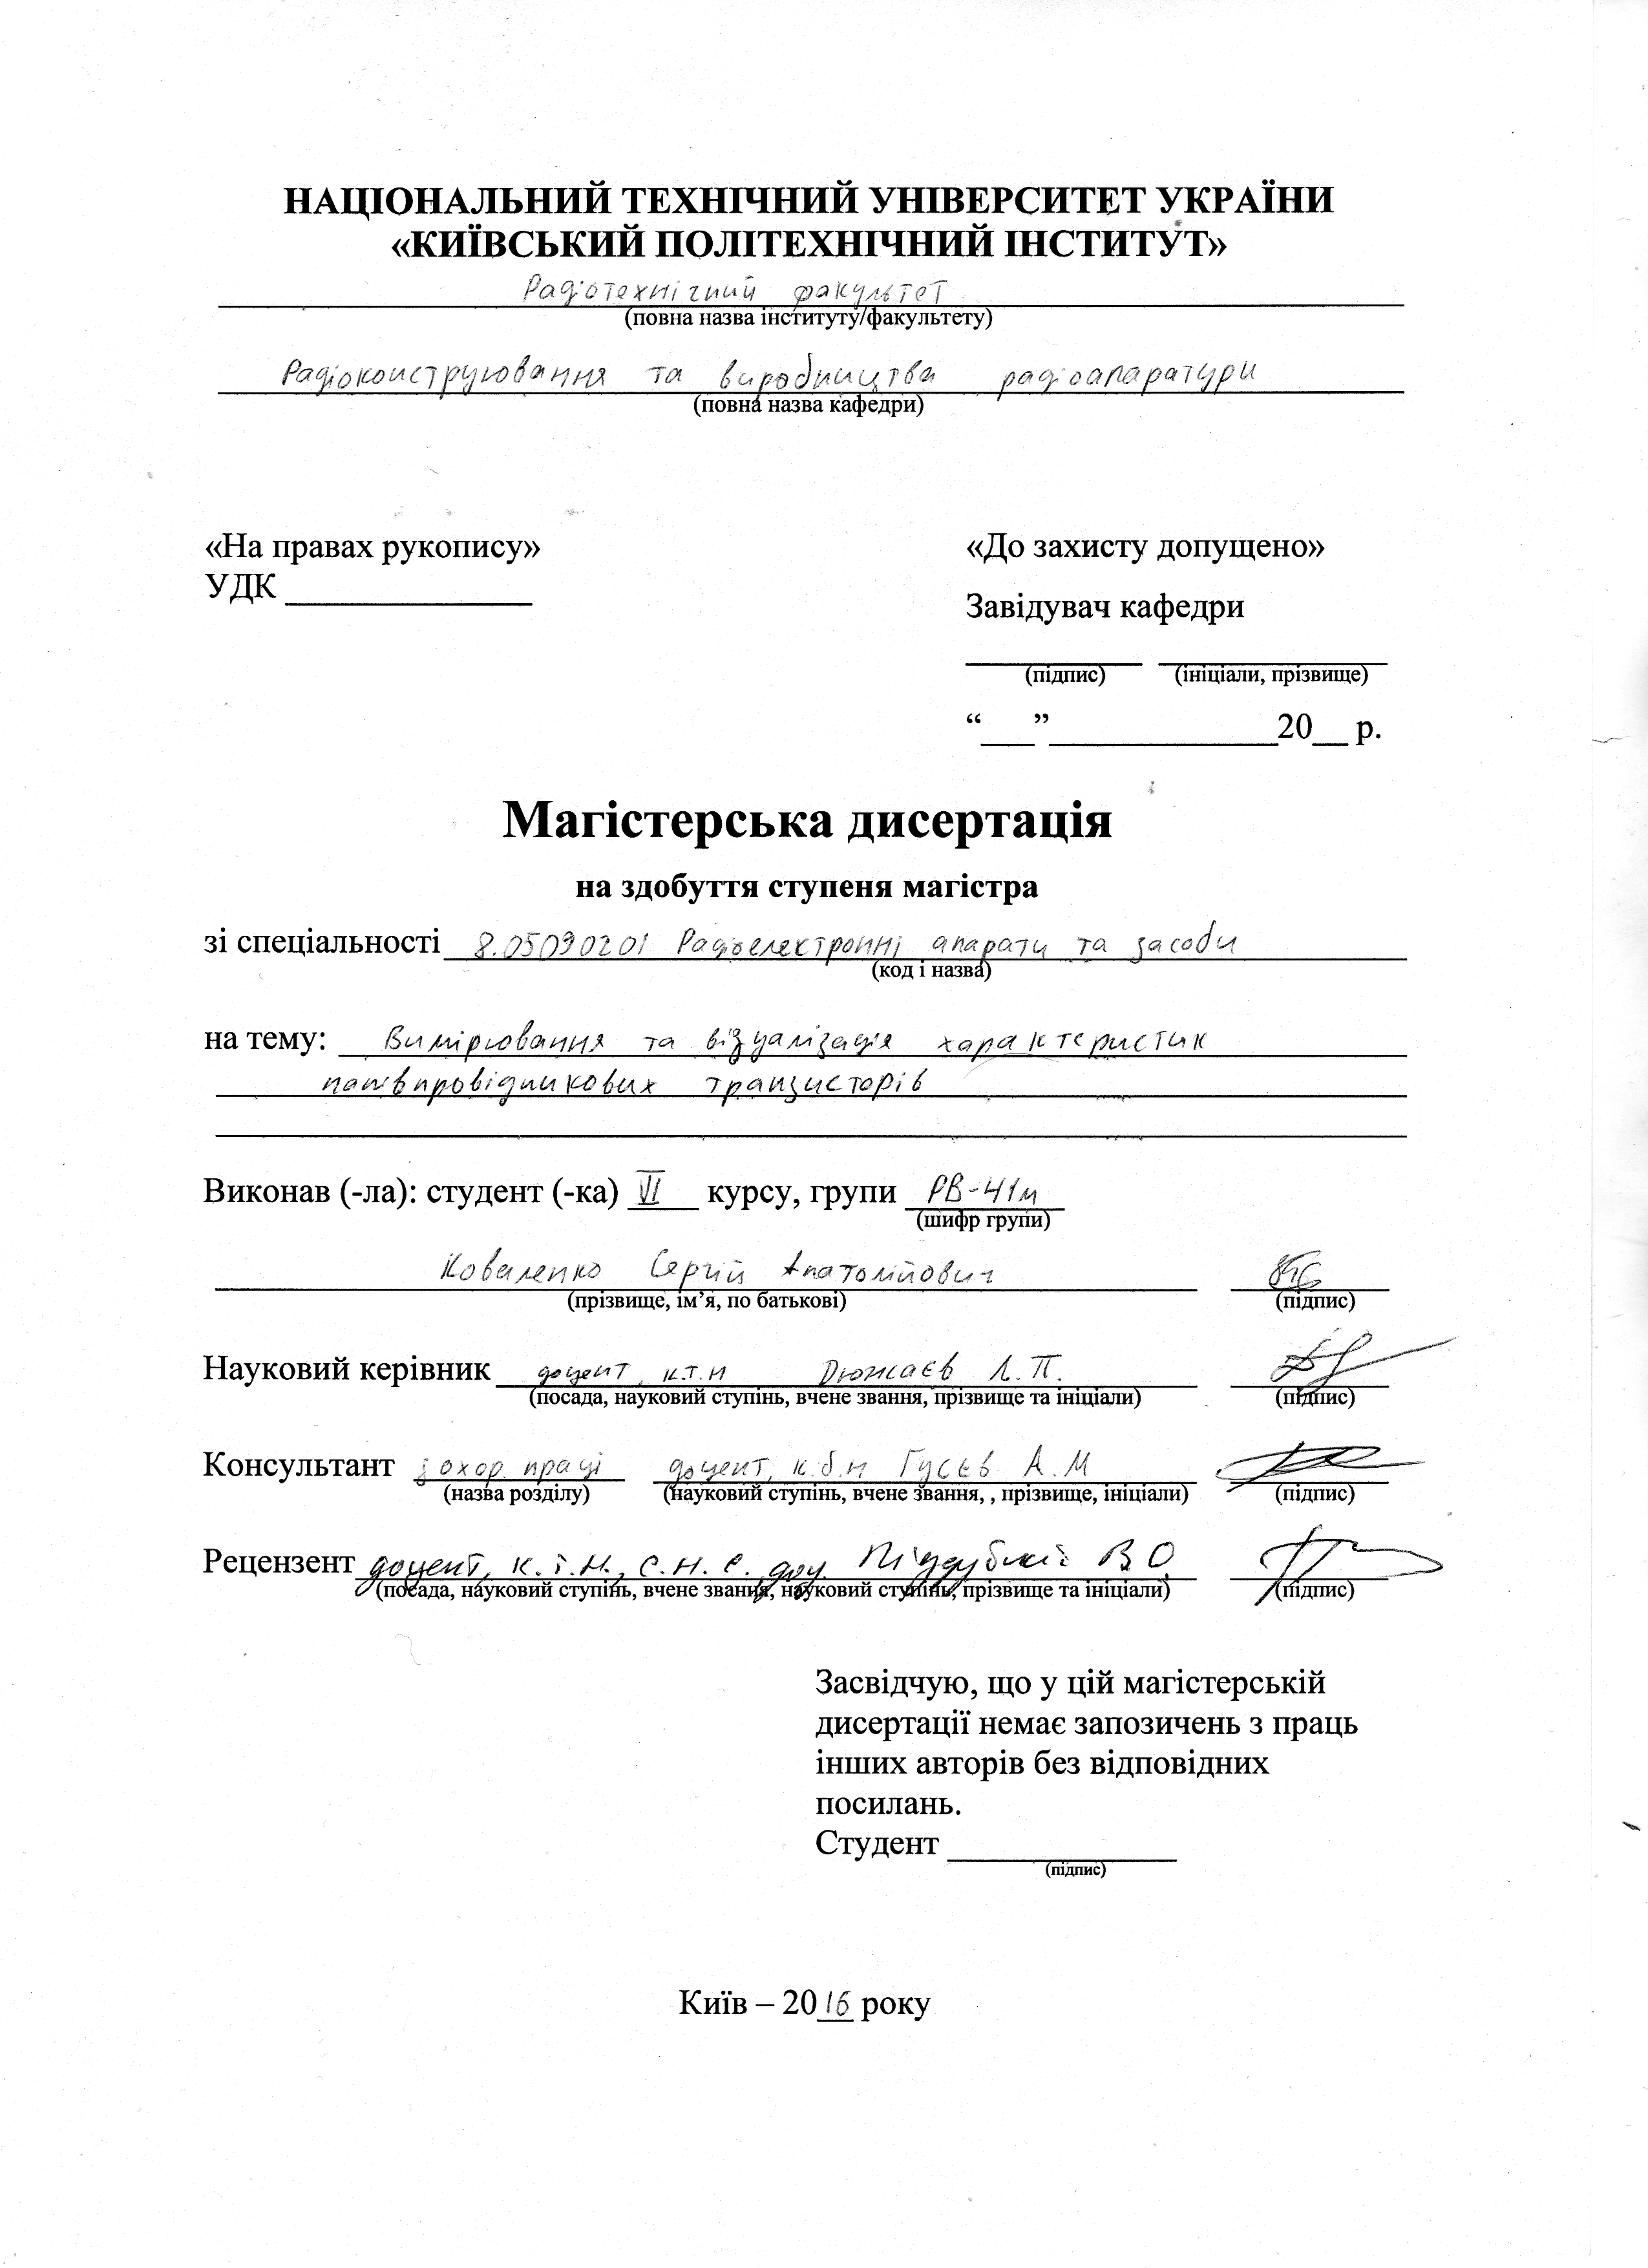 НАЦІОНАЛЬНИЙ ТЕХНІЧНИЙ УНІВЕРСИТЕТ УКРАЇНИ
«КИЇВСЬКИЙ ПОЛІТЕХНІЧНИЙ ІНСТИТУТ»
Радіотехнічний факультет
(повна назва інституту/факультету)
Радіоконструювання та виробництва радіоапаратури
(повна назва кафедри)
«На правах рукопису» «До захисту допущено»
УДК ______________
Завідувач кафедри
(підпис) (ініціали, прізвище)
“___”_____________20__ р.
Магістерська дисертація
на здобуття ступеня магістра
зі спеціальності 8.05090201 Радіоелектронні апарати та засоби
(код і назва)
на тему: Вимірювання та візуалізація характеристик
напівпровідникових транзисторів
Виконав (-ла): студент (-ка) VI курсу, групи РВ-41м
(шифр групи)
Коваленко Сергій Анатолійович
(прізвище, ім’я, по батькові) (підпис)
Науковий керівник доцент, к.т.н Дюжаєв Л.П.
(посада, науковий ступінь, вчене звання, прізвище та ініціали) (підпис)
Консультант з охор. праці доцент, к.б.н Гусєв А.М
(назва розділу) (науковий ступінь, вчене звання, , прізвище, ініціали) (підпис)
Рецензент доцент, к.т.н., с.н.с. Піддубний В О.
(посада, науковий ступінь, вчене звання, науковий ступінь, прізвище та ініціали) (підпис)
Засвідчую, що у цій магістерській
дисертації немає запозичень з праць
інших авторів без відповідних
посилань.
Студент _____________
(підпис)
Київ – 2016 року